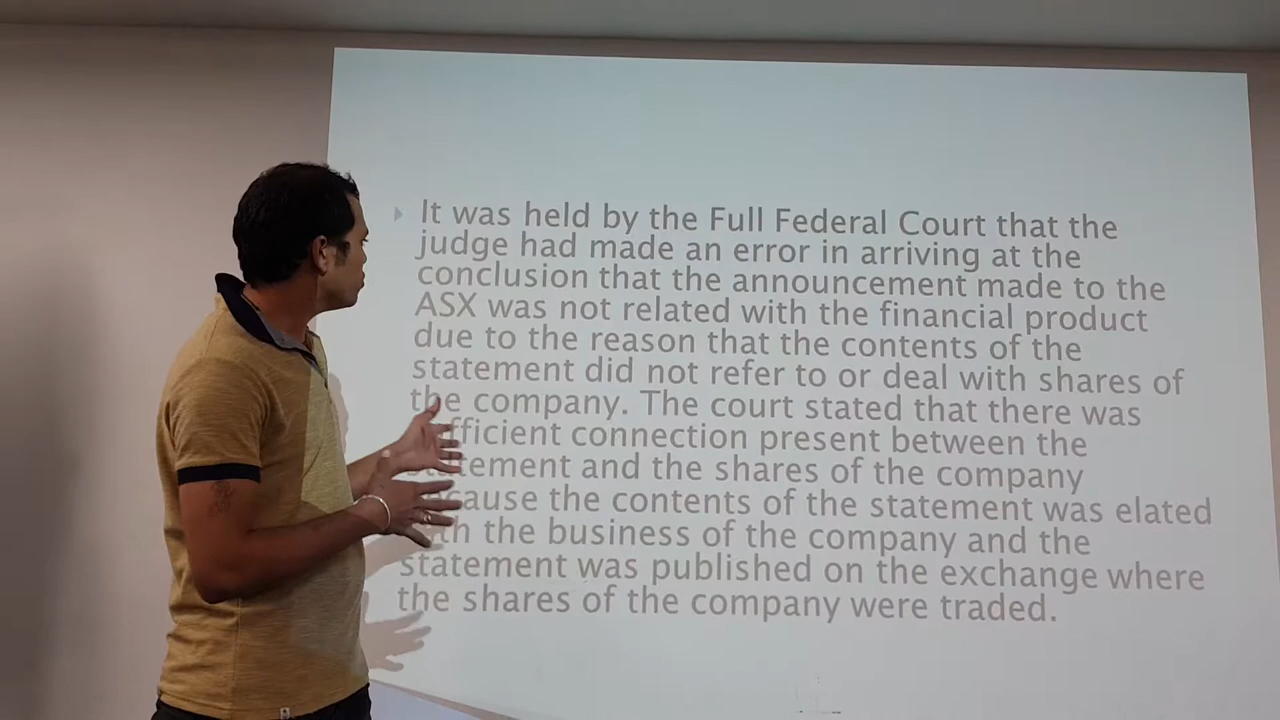 It was held by the Full Federal Court that the
judge had made an error in arriving at the
conclusion that the announcement made to the
ASX was not related with the financial product
due to the reason that the contents of the
statement did not refer to or deal with shares of
the company. The court stated that there was
fficient connection present between the
statement and the shares of the company
cause the contents of the statement was elated
the business of the company and the
statement was published on the exchange where
the shares of the company were traded.